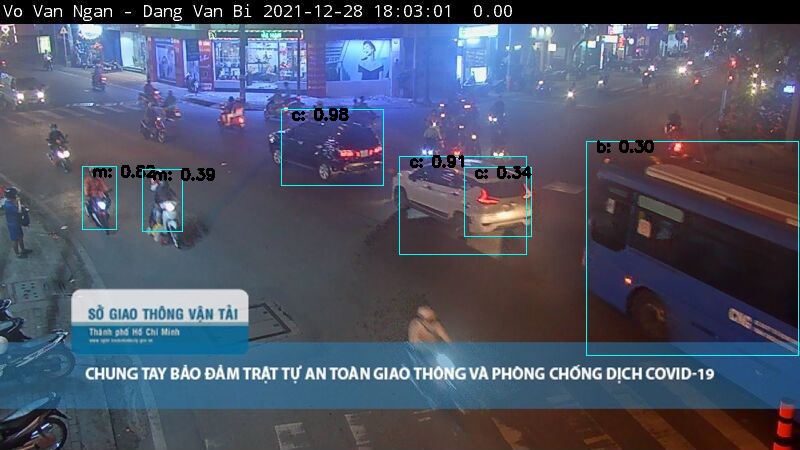 Vo Van Ngan - Dang Van Bi 2021-12-28 18:03:01 0.00
c: 0.98
c: 0.91
b: 0.30
m: 0.82
m: 0.39
c: 0.34
SỞ GIAO THÔNG VẬN TẢI
Thành phố Hồ Chí Minh
CHUNG TAY BẢO ĐẢM TRẬT TỰ AN TOÀN GIAO THÔNG VÀ PHÒNG CHỐNG DỊCH COVID-19
CNG